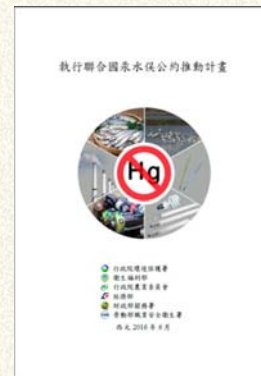 執行聯合國汞水俣公約推動計畫
Hg
行政院環境保護署
衛生福利部
行政院農業委員會
經濟部
財政部關務署
勞動部職業安全衛生署
西元 2016 年 8 月